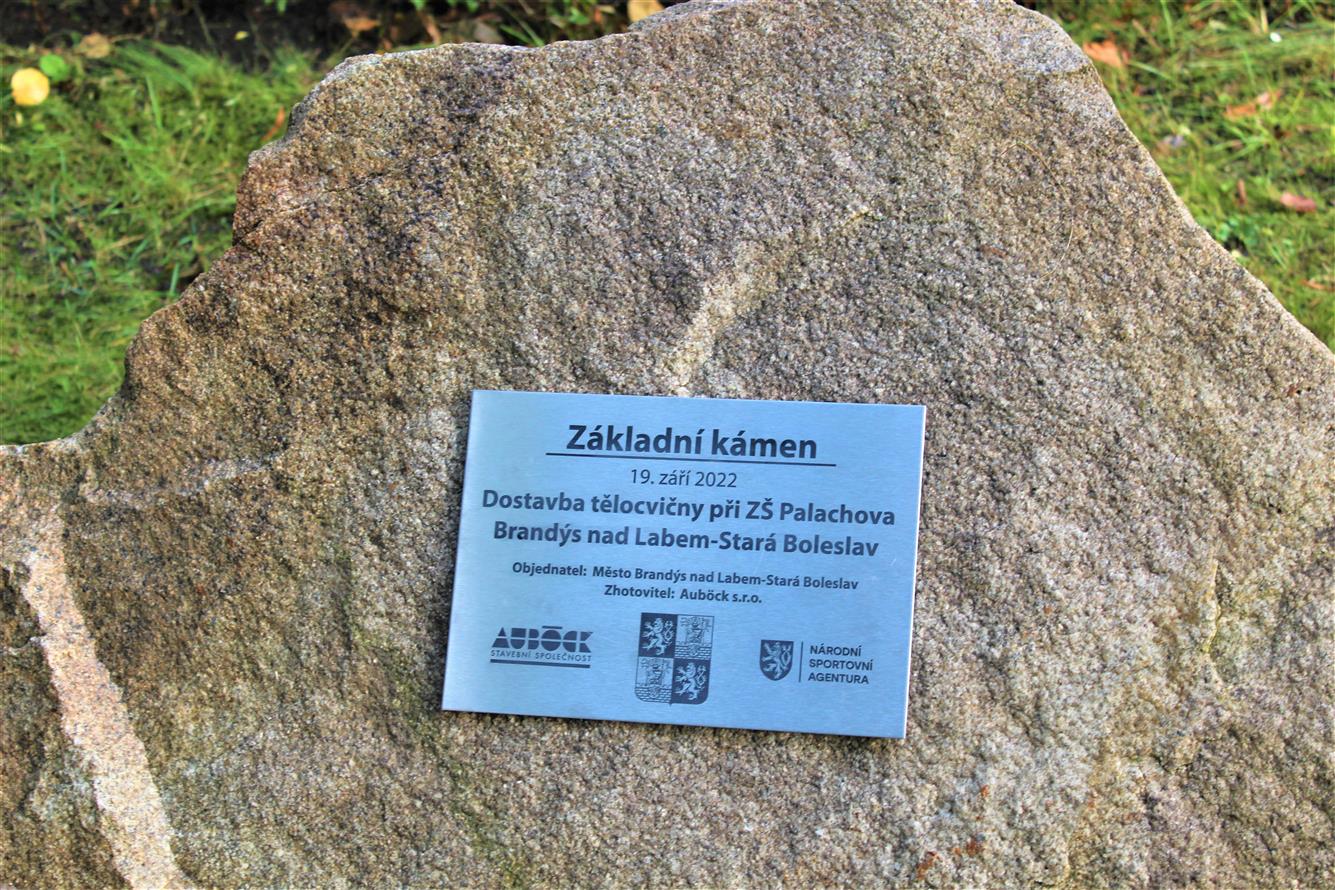 Základní kámen
19. září 2022
Dostavba tělocvičny při ZŠ Palachova
Brandýs nad Labem-Stará Boleslav
Objednatel: Město Brandýs nad Labem-Stará Boleslav
Zhotovitel: Auböck s.r.o.
AUBÖCK
STAVEBNÍ SPOLEČNOST
NÁRODNÍ
SPORTOVNÍ
AGENTURA